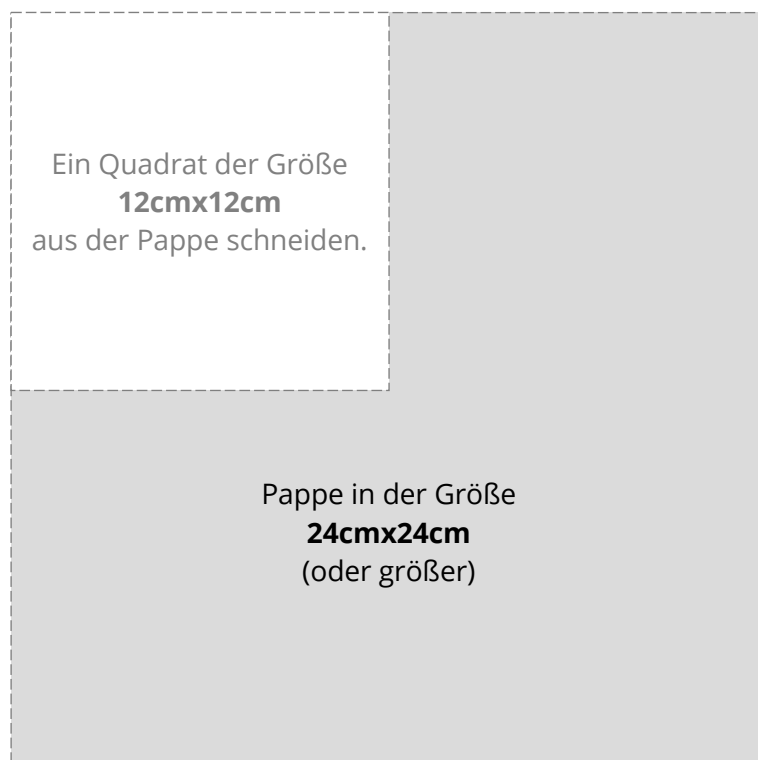 Ein Quadrat der Größe
12cmx12cm
aus der Pappe schneiden.
Pappe in der Größe
24cmx24cm
(oder größer)